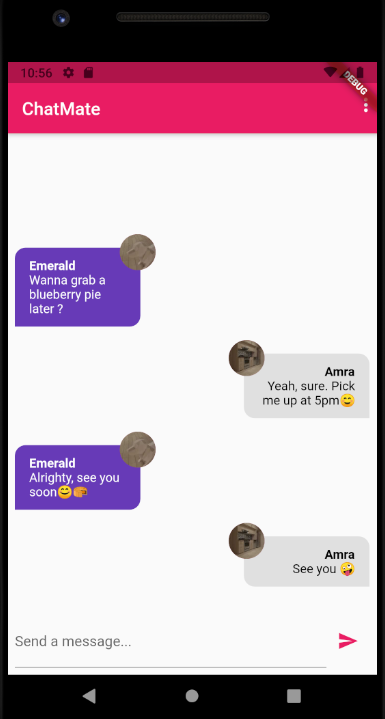 10:56
DEBUG
ChatMate
Emerald
Wanna grab a
blueberry pie
later ?
Amra
Yeah, sure. Pick
me up at 5pm😊
Emerald
Alrighty, see you
soon😊🍞
Amra
See you 🤪
Send a message...